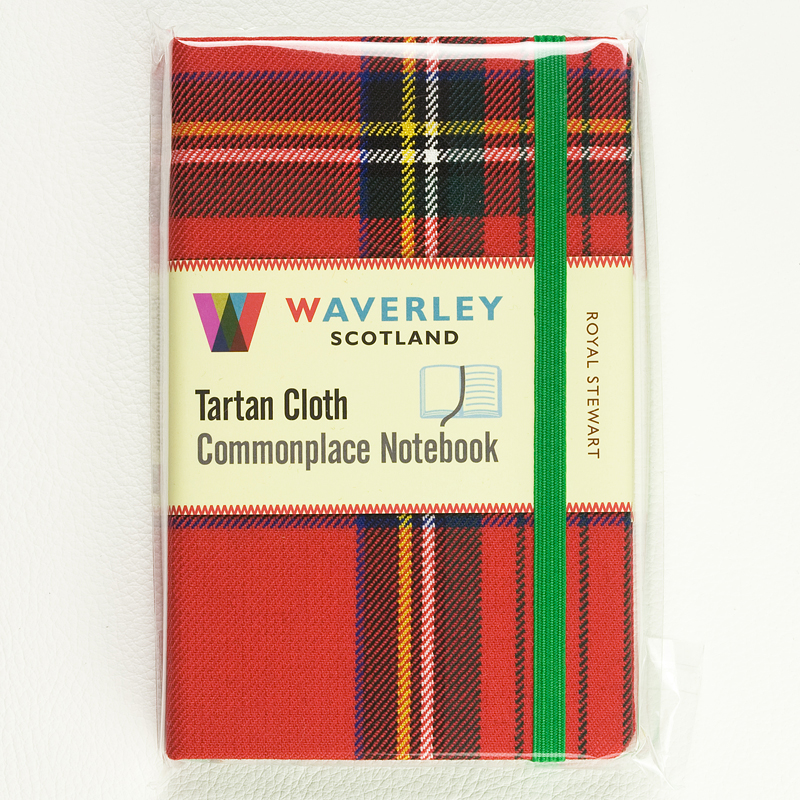 WAVERLEY
SCOTLAND
Tartan Cloth
Commonplace Notebook
ROYAL STEWART